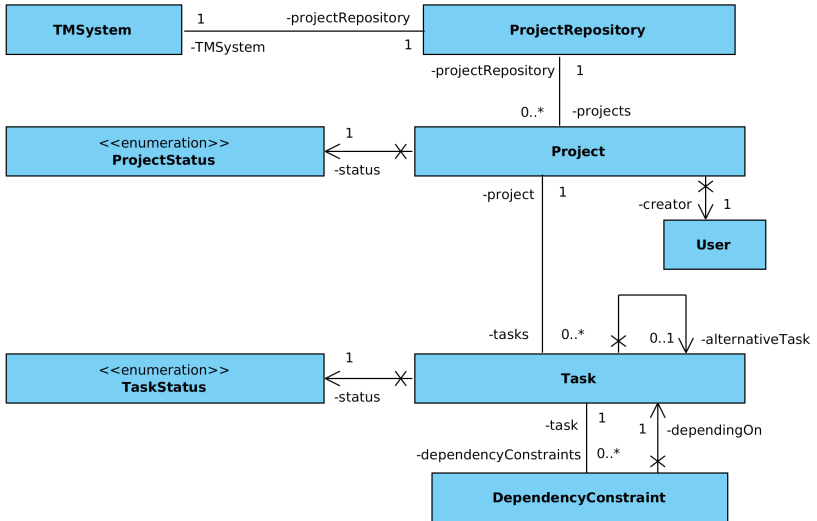 TMSystem
1
-projectRepository
-TMSystem
1
ProjectRepository
-projectRepository
1
0..*
-projects
<<enumeration>>
ProjectStatus
1
-status
Project
-project
1
-creator
1
User
-tasks
0..*
0..1
-alternativeTask
<<enumeration>>
TaskStatus
1
-status
Task
-task
1
1
-dependingOn
-dependencyConstraints
0..*
DependencyConstraint